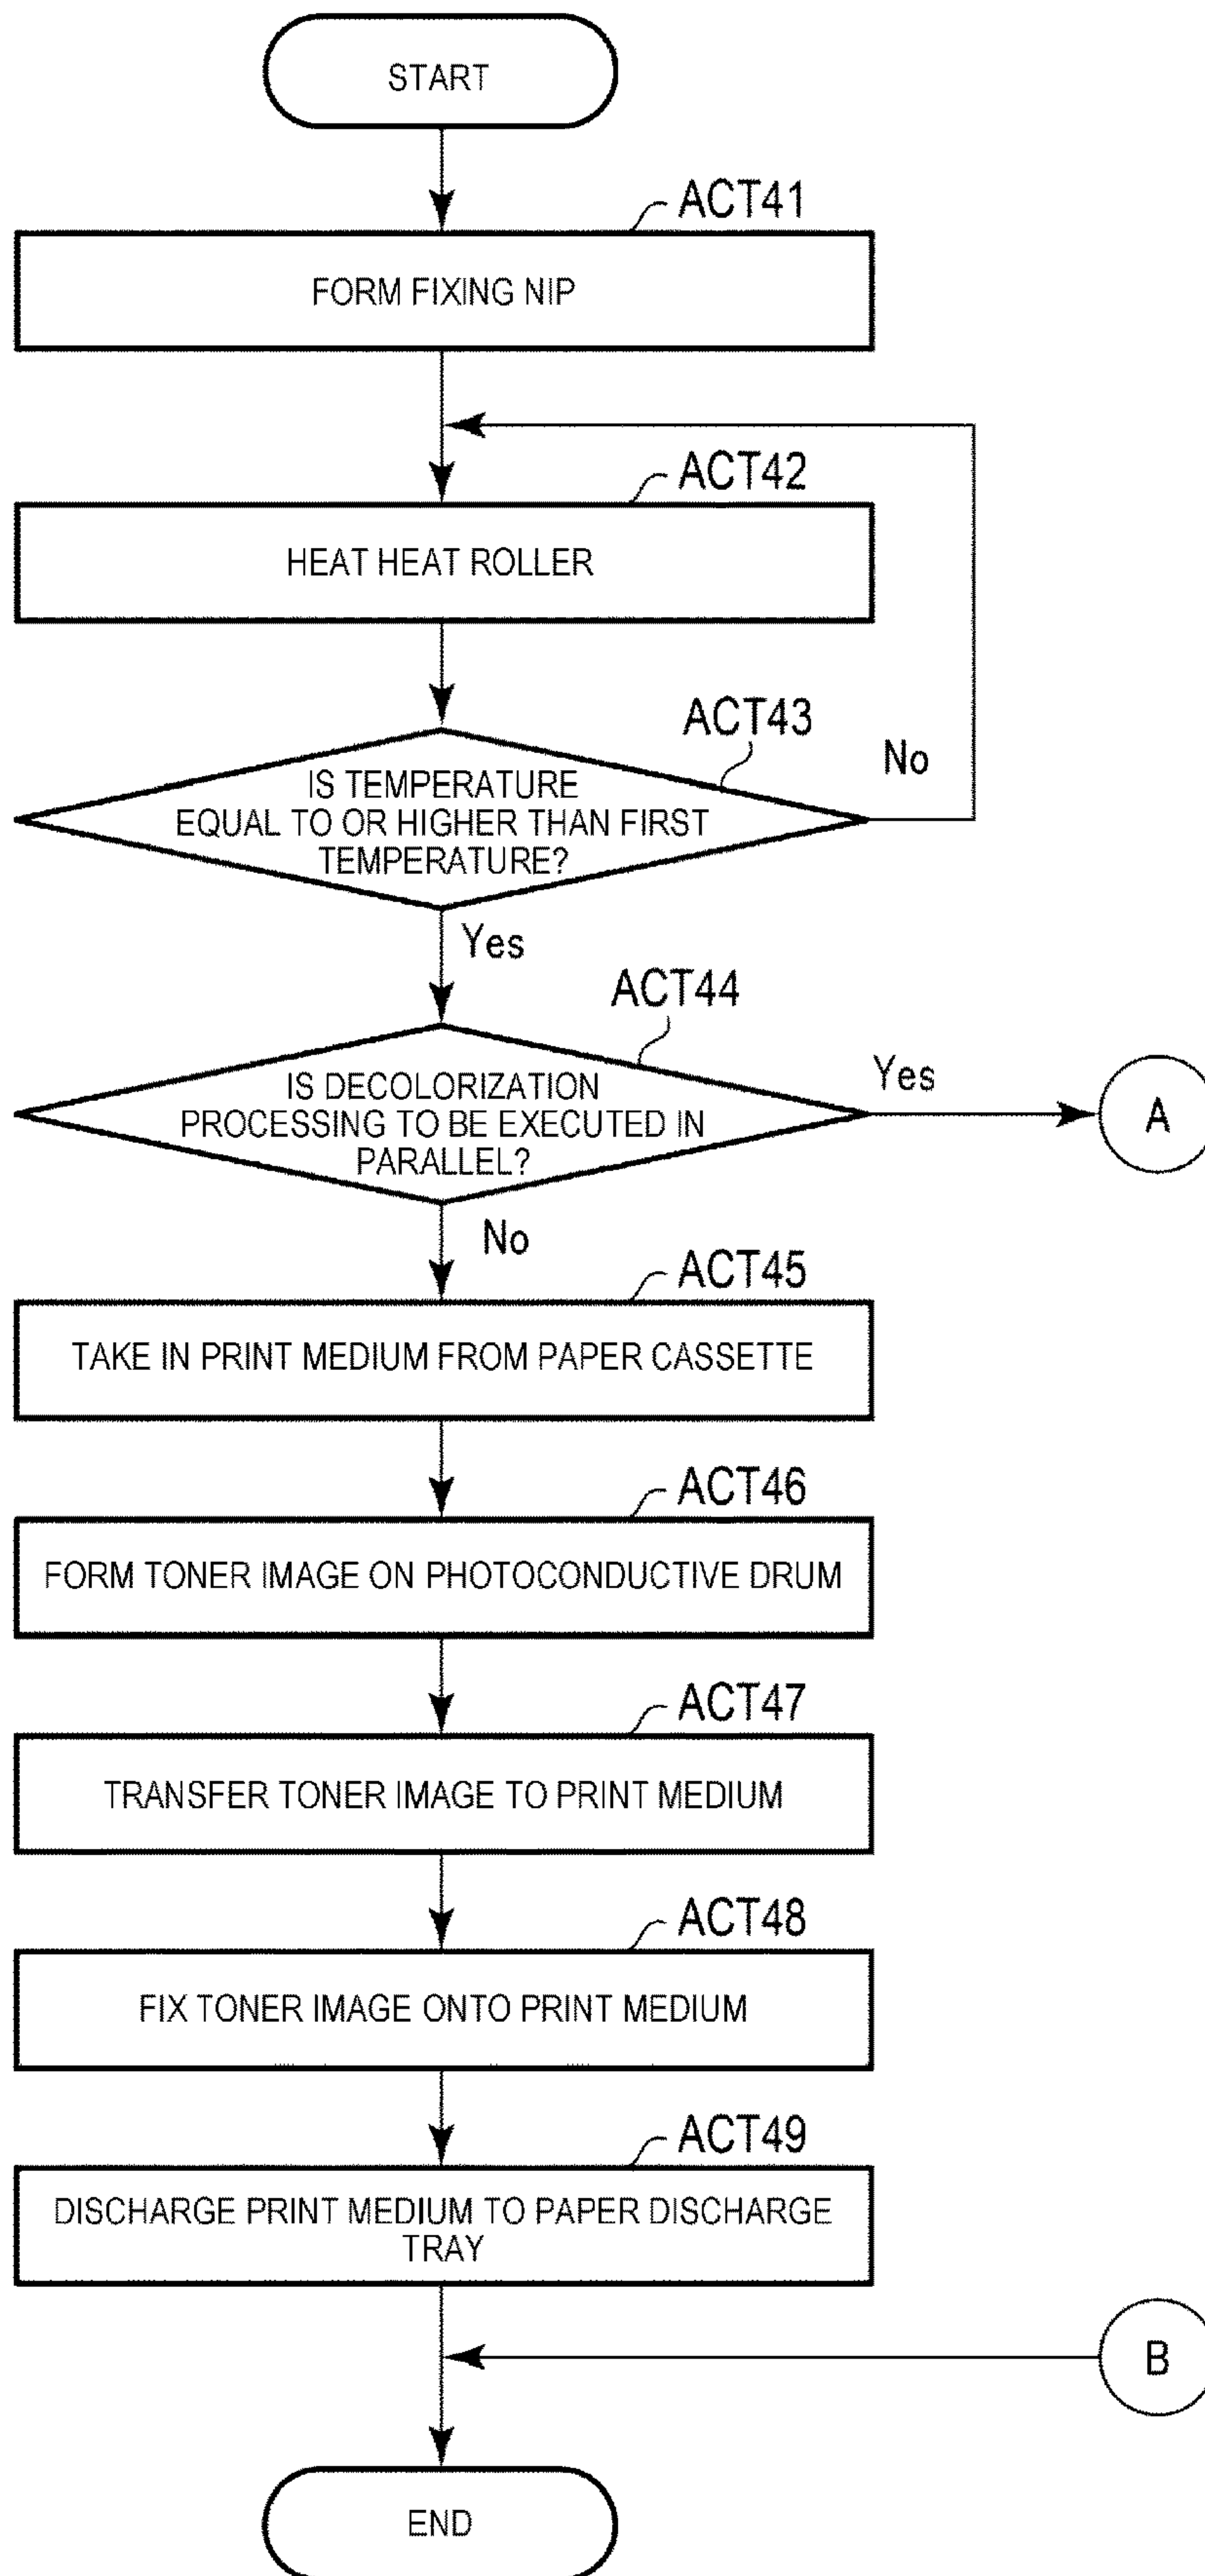 START
ACT41
FORM FIXING NIP
ACT42
HEAT HEAT ROLLER
ACT43
IS TEMPERATURE
EQUAL TO OR HIGHER THAN FIRST
TEMPERATURE?
No
Yes
ACT44
IS DECOLORIZATION
PROCESSING TO BE EXECUTED IN
PARALLEL?
Yes
A
No
ACT45
TAKE IN PRINT MEDIUM FROM PAPER CASSETTE
ACT46
FORM TONER IMAGE ON PHOTOCONDUCTIVE DRUM
ACT47
TRANSFER TONER IMAGE TO PRINT MEDIUM
ACT48
FIX TONER IMAGE ONTO PRINT MEDIUM
ACT49
DISCHARGE PRINT MEDIUM TO PAPER DISCHARGE
TRAY
B
END